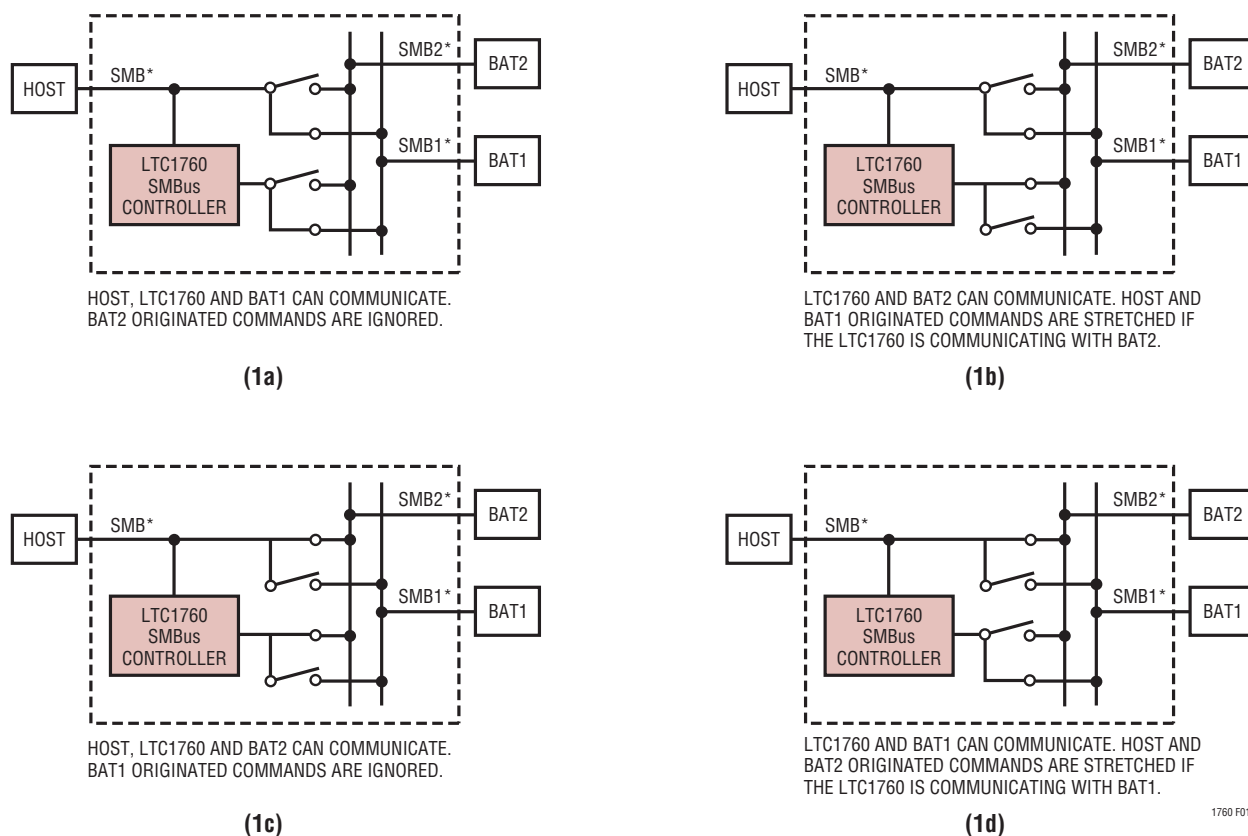 HOST
SMB*
LTC1760
SMBus
CONTROLLER
SMB2*
BAT2
SMB1*
BAT1
HOST, LTC1760 AND BAT1 CAN COMMUNICATE.
BAT2 ORIGINATED COMMANDS ARE IGNORED.
(1a)
HOST
SMB*
LTC1760
SMBus
CONTROLLER
SMB2*
BAT2
SMB1*
BAT1
LTC1760 AND BAT2 CAN COMMUNICATE. HOST AND
BAT1 ORIGINATED COMMANDS ARE STRETCHED IF
THE LTC1760 IS COMMUNICATING WITH BAT2.
(1b)
HOST
SMB*
LTC1760
SMBus
CONTROLLER
SMB2*
BAT2
SMB1*
BAT1
HOST, LTC1760 AND BAT2 CAN COMMUNICATE.
BAT1 ORIGINATED COMMANDS ARE IGNORED.
(1c)
HOST
SMB*
LTC1760
SMBus
CONTROLLER
SMB2*
BAT2
SMB1*
BAT1
LTC1760 AND BAT1 CAN COMMUNICATE. HOST AND
BAT2 ORIGINATED COMMANDS ARE STRETCHED IF
THE LTC1760 IS COMMUNICATING WITH BAT1.
(1d)
1760 F01